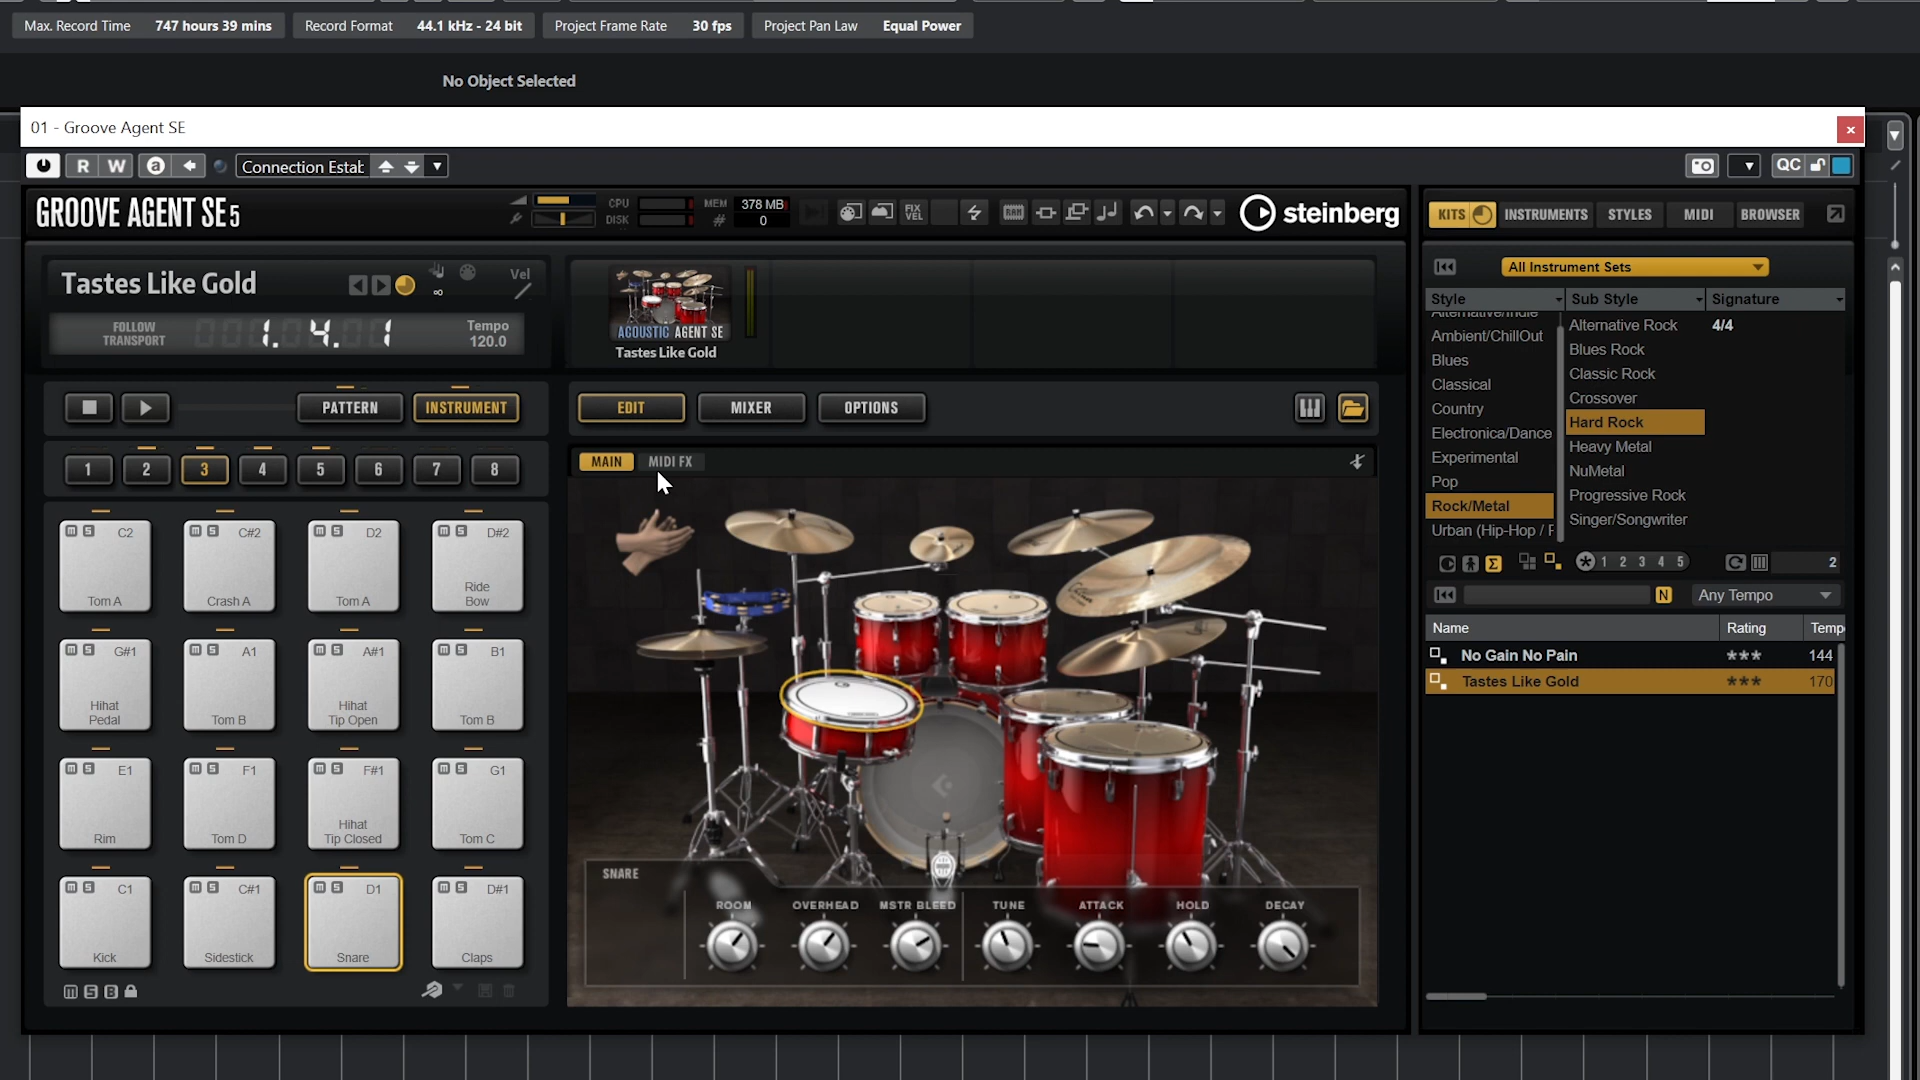 Max. Record Time 747 hours 39 mins Record Format 44.1 kHz - 24 bit Project Frame Rate 30 fps Project Pan Law Equal Power
No Object Selected
01 - Groove Agent SE
R W a Connection Estab QC
GROOVE AGENT SE5
CPU
DISK
MEM 378 MB
# 0
FIX VEL
steinberg
KITS INSTRUMENTS STYLES MIDI BROWSER
Tastes Like Gold
Vel
FOLLOW TRANSPORT
1. 4. 1
Tempo
120.0
ACOUSTIC AGENT SE
Tastes Like Gold
All Instrument Sets
Style Sub Style Signature
Alternative/Indie
Ambient/ChillOut
Blues
Classical
Country
Electronica/Dance
Experimental
Pop
Rock/Metal
Urban (Hip-Hop /
Alternative Rock
Blues Rock
Classic Rock
Crossover
Hard Rock
Heavy Metal
NuMetal
Progressive Rock
Singer/Songwriter
4/4
PATTERN INSTRUMENT
EDIT MIXER OPTIONS
1 2 3 4 5 6 7 8
MAIN MIDI FX
m S C2 m S C#2 m S D2 m S D#2
Tom A Crash A Tom A Ride Bow
m S G#1 m S A1 m S A#1 m S B1
Hihat Pedal Tom B Hihat Tip Open Tom B
m S E1 m S F1 m S F#1 m S G1
Rim Tom D Hihat Tip Closed Tom C
m S C1 m S C#1 m S D1 m S D#1
Kick Sidestick Snare Claps
m S B
SNARE
ROOM OVERHEAD MSTR BLEED TUNE ATTACK HOLD DECAY
Σ * 1 2 3 4 5 2
N Any Tempo
Name Rating Temp
No Gain No Pain *** 144
Tastes Like Gold *** 170